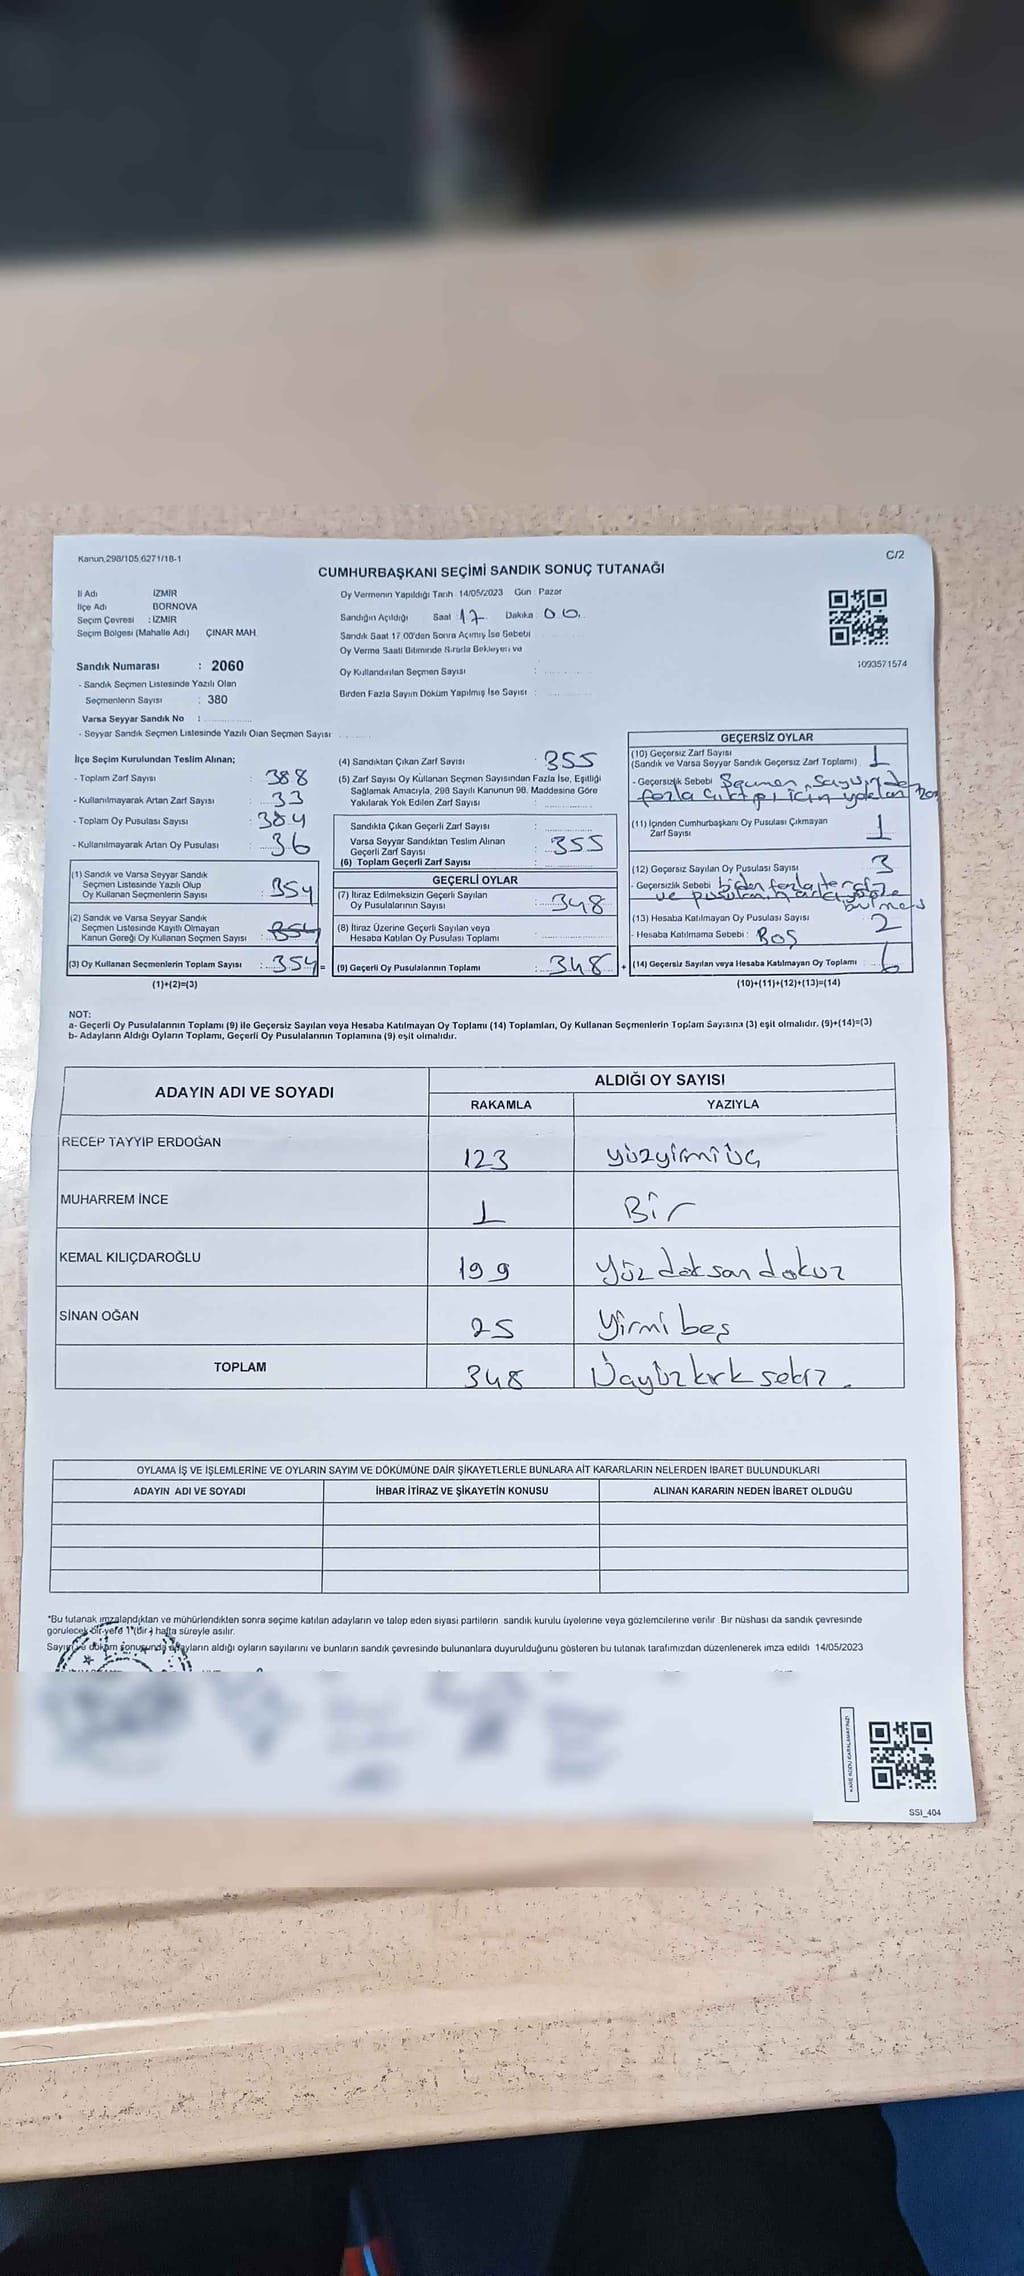 Kanun,298/105,6271/18-1
C/2
CUMHURBAŞKANI SEÇİMİ SANDIK SONUÇ TUTANAĞI
İl Adı İZMİR
İlçe Adı BORNOVA
Seçim Çevresi : İZMİR
Seçim Bölgesi (Mahalle Adı) ÇINAR MAH.
Sandık Numarası : 2060
- Sandık Seçmen Listesinde Yazılı Olan
Seçmenlerin Sayısı : 380
Varsa Seyyar Sandık No :
- Seyyar Sandık Seçmen Listesinde Yazılı Olan Seçmen Sayısı
Oy Vermenin Yapıldığı Tarih 14/05/2023 Gün Pazar
Sandığın Açıldığı Saat 17 Dakika 00
Sandık Saat 17.00'den Sonra Açılmış İse Sebebi
Oy Verme Saati Bitiminde Sırada Bekleyen ve
Oy Kullandırılan Seçmen Sayısı :
Birden Fazla Sayım Döküm Yapılmış İse Sayısı :
1093571574
İlçe Seçim Kurulundan Teslim Alınan;
- Toplam Zarf Sayısı : 388
- Kullanılmayarak Artan Zarf Sayısı : 33
- Toplam Oy Pusulası Sayısı : 384
- Kullanılmayarak Artan Oy Pusulası : 36
(1) Sandık ve Varsa Seyyar Sandık
Seçmen Listesinde Yazılı Olup
Oy Kullanan Seçmenlerin Sayısı : 354
(2) Sandık ve Varsa Seyyar Sandık
Seçmen Listesinde Kayıtlı Olmayan
Kanun Gereği Oy Kullanan Seçmen Sayısı : 354
(3) Oy Kullanan Seçmenlerin Toplam Sayısı : 354 =
(1)+(2)=(3)
(4) Sandıktan Çıkan Zarf Sayısı : 355
(5) Zarf Sayısı Oy Kullanan Seçmen Sayısından Fazla İse, Eşitliği
Sağlamak Amacıyla, 298 Sayılı Kanunun 98. Maddesine Göre
Yakılarak Yok Edilen Zarf Sayısı :
Sandıkta Çıkan Geçerli Zarf Sayısı :
Varsa Seyyar Sandıktan Teslim Alınan
Geçerli Zarf Sayısı : 355
(6) Toplam Geçerli Zarf Sayısı :
GEÇERLİ OYLAR
(7) İtiraz Edilmeksizin Geçerli Sayılan
Oy Pusulalarının Sayısı : 348
(8) İtiraz Üzerine Geçerli Sayılan veya
Hesaba Katılan Oy Pusulası Toplamı :
(9) Geçerli Oy Pusulalarının Toplamı : 348 +
GEÇERSİZ OYLAR
(10) Geçersiz Zarf Sayısı
(Sandık ve Varsa Seyyar Sandık Geçersiz Zarf Toplamı) : 1
- Geçersizlik Sebebi Seçmen sayısından
fazla çıktığı için yakılan
(11) İçinden Cumhurbaşkanı Oy Pusulası Çıkmayan
Zarf Sayısı 1
(12) Geçersiz Sayılan Oy Pusulası Sayısı : 3
- Geçersizlik Sebebi birden fazla tercih
ve pusulanın
(13) Hesaba Katılmayan Oy Pusulası Sayısı : 2
- Hesaba Katılmama Sebebi : Boş
(14) Geçersiz Sayılan veya Hesaba Katılmayan Oy Toplamı : 6
(10)+(11)+(12)+(13)=(14)
NOT:
a- Geçerli Oy Pusulalarının Toplamı (9) ile Geçersiz Sayılan veya Hesaba Katılmayan Oy Toplamı (14) Toplamları, Oy Kullanan Seçmenlerin Toplam Sayısına (3) eşit olmalıdır. (9)+(14)=(3)
b- Adayların Aldığı Oyların Toplamı, Geçerli Oy Pusulalarının Toplamına (9) eşit olmalıdır.
ADAYIN ADI VE SOYADI
ALDIĞI OY SAYISI
RAKAMLA YAZIYLA
RECEP TAYYIP ERDOĞAN 123 yüzyirmi üç
MUHARREM İNCE 1 Bir
KEMAL KILIÇDAROĞLU 199 Yüz doksan dokuz
SİNAN OĞAN 25 Yirmi beş
TOPLAM 348 Üçyüz kırk sekiz.
OYLAMA İŞ VE İŞLEMLERİNE VE OYLARIN SAYIM VE DÖKÜMÜNE DAİR ŞİKAYETLERLE BUNLARA AİT KARARLARIN NELERDEN İBARET BULUNDUKLARI
ADAYIN ADI VE SOYADI İHBAR İTİRAZ VE ŞİKAYETİN KONUSU ALINAN KARARIN NEDEN İBARET OLDUĞU
*Bu tutanak imzalandıktan ve mühürlendikten sonra seçime katılan adayların ve talep eden siyasi partilerin sandık kurulu üyelerine veya gözlemcilerine verilir. Bir nüshası da sandık çevresinde
görülecek bir yere 1 (bir) hafta süreyle asılır.
Sayım ve döküm sonucunda adayların aldığı oyların sayılarını ve bunların sandık çevresinde bulunanlara duyurulduğunu gösteren bu tutanak tarafımızdan düzenlenerek imza edildi 14/05/2023
KARE KODU KARALAMAYINIZ!
SSI_404